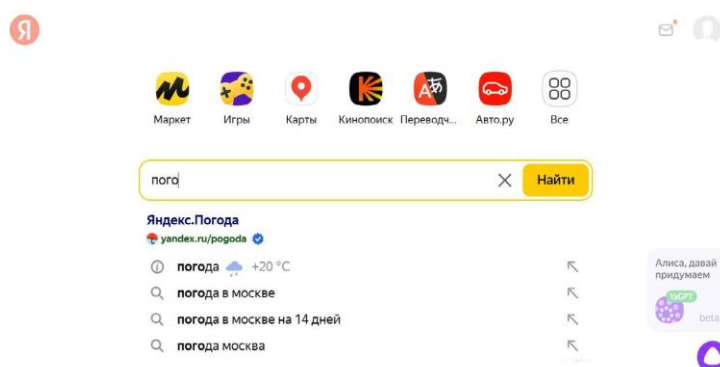 Я
Маркет
Игры
Карты
Кинопоиск
Переводч...
Авто.ру
Все
пого
Найти
Яндекс.Погода
yandex.ru/pogoda
погода +20 °C
погода в москве
погода в москве на 14 дней
погода москва
Алиса, давай
придумаем
YaGPT
beta